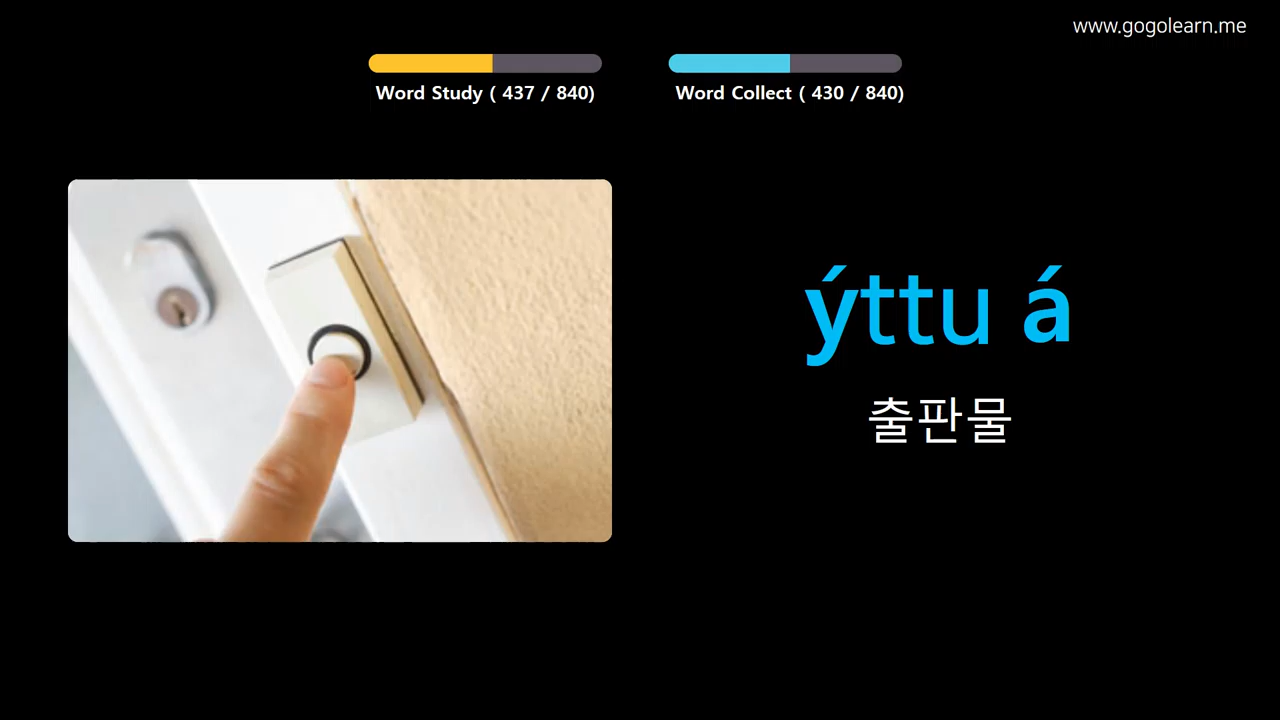 www.gogolearn.me
Word Study ( 437 / 840)
Word Collect ( 430 / 840)
ýttu á
출판물